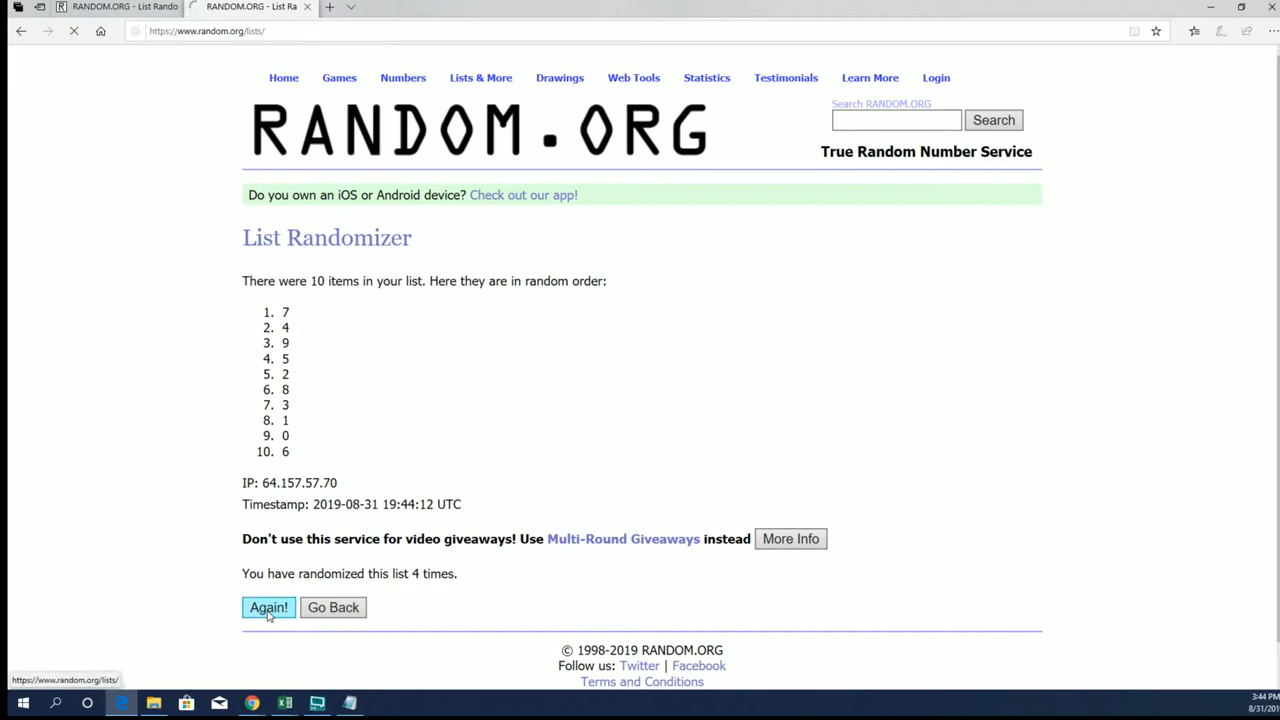 RANDOM.ORG - List Rando
RANDOM.ORG - List Ra
https://www.random.org/lists/
Home Games Numbers Lists & More Drawings Web Tools Statistics Testimonials Learn More Login
RANDOM.ORG
Search RANDOM.ORG
Search
True Random Number Service
Do you own an iOS or Android device? Check out our app!
List Randomizer
There were 10 items in your list. Here they are in random order:
1. 7
2. 4
3. 9
4. 5
5. 2
6. 8
7. 3
8. 1
9. 0
10. 6
IP: 64.157.57.70
Timestamp: 2019-08-31 19:44:12 UTC
Don't use this service for video giveaways! Use Multi-Round Giveaways instead More Info
You have randomized this list 4 times.
Again! Go Back
© 1998-2019 RANDOM.ORG
Follow us: Twitter | Facebook
Terms and Conditions
https://www.random.org/lists/
3:44 PM
8/31/201